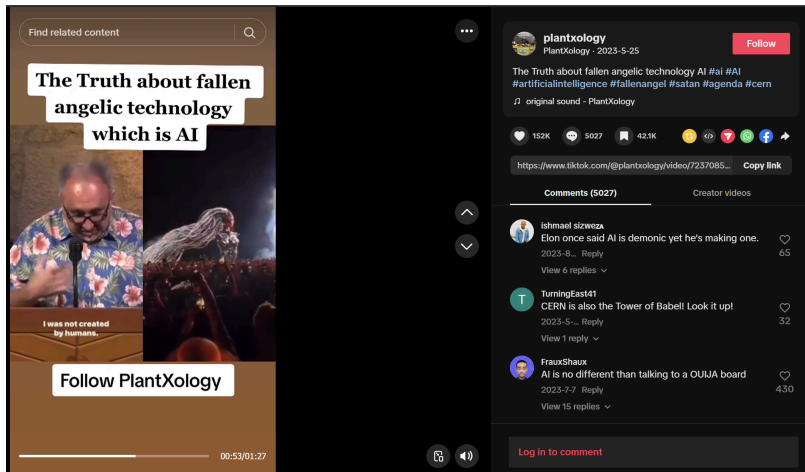 Find related content
The Truth about fallen
angelic technology
which is AI
I was not created
by humans.
Follow PlantXology
00:53/01:27
plantxology
PlantXology · 2023-5-25
Follow
The Truth about fallen angelic technology AI #ai #AI
#artificialintelligence #fallenangel #satan #agenda #cern
♫ original sound - PlantXology
152K
5027
42.1K
https://www.tiktok.com/@plantxology/video/7237085...
Copy link
Comments (5027)
Creator videos
ishmael sizweZA
Elon once said AI is demonic yet he's making one.
2023-8... Reply
65
View 6 replies
T
TurningEast41
CERN is also the Tower of Babel! Look it up!
2023-5-... Reply
32
View 1 reply
FrauxShaux
AI is no different than talking to a OUIJA board
2023-7-7 Reply
430
View 15 replies
Log in to comment